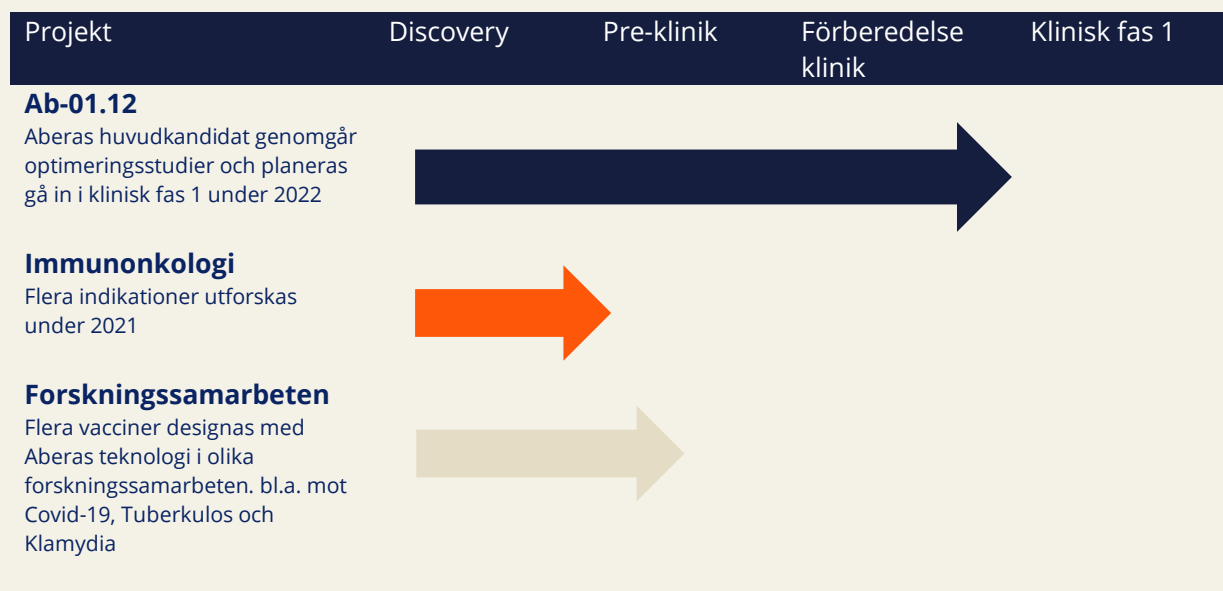 Projekt Discovery Pre-klinik Förberedelse klinik Klinisk fas 1
Ab-01.12
Aberas huvudkandidat genomgår
optimeringsstudier och planeras
gå in i klinisk fas 1 under 2022
Immunonkologi
Flera indikationer utforskas
under 2021
Forskningssamarbeten
Flera vacciner designas med
Aberas teknologi i olika
forskningssamarbeten. bl.a. mot
Covid-19, Tuberkulos och
Klamydia